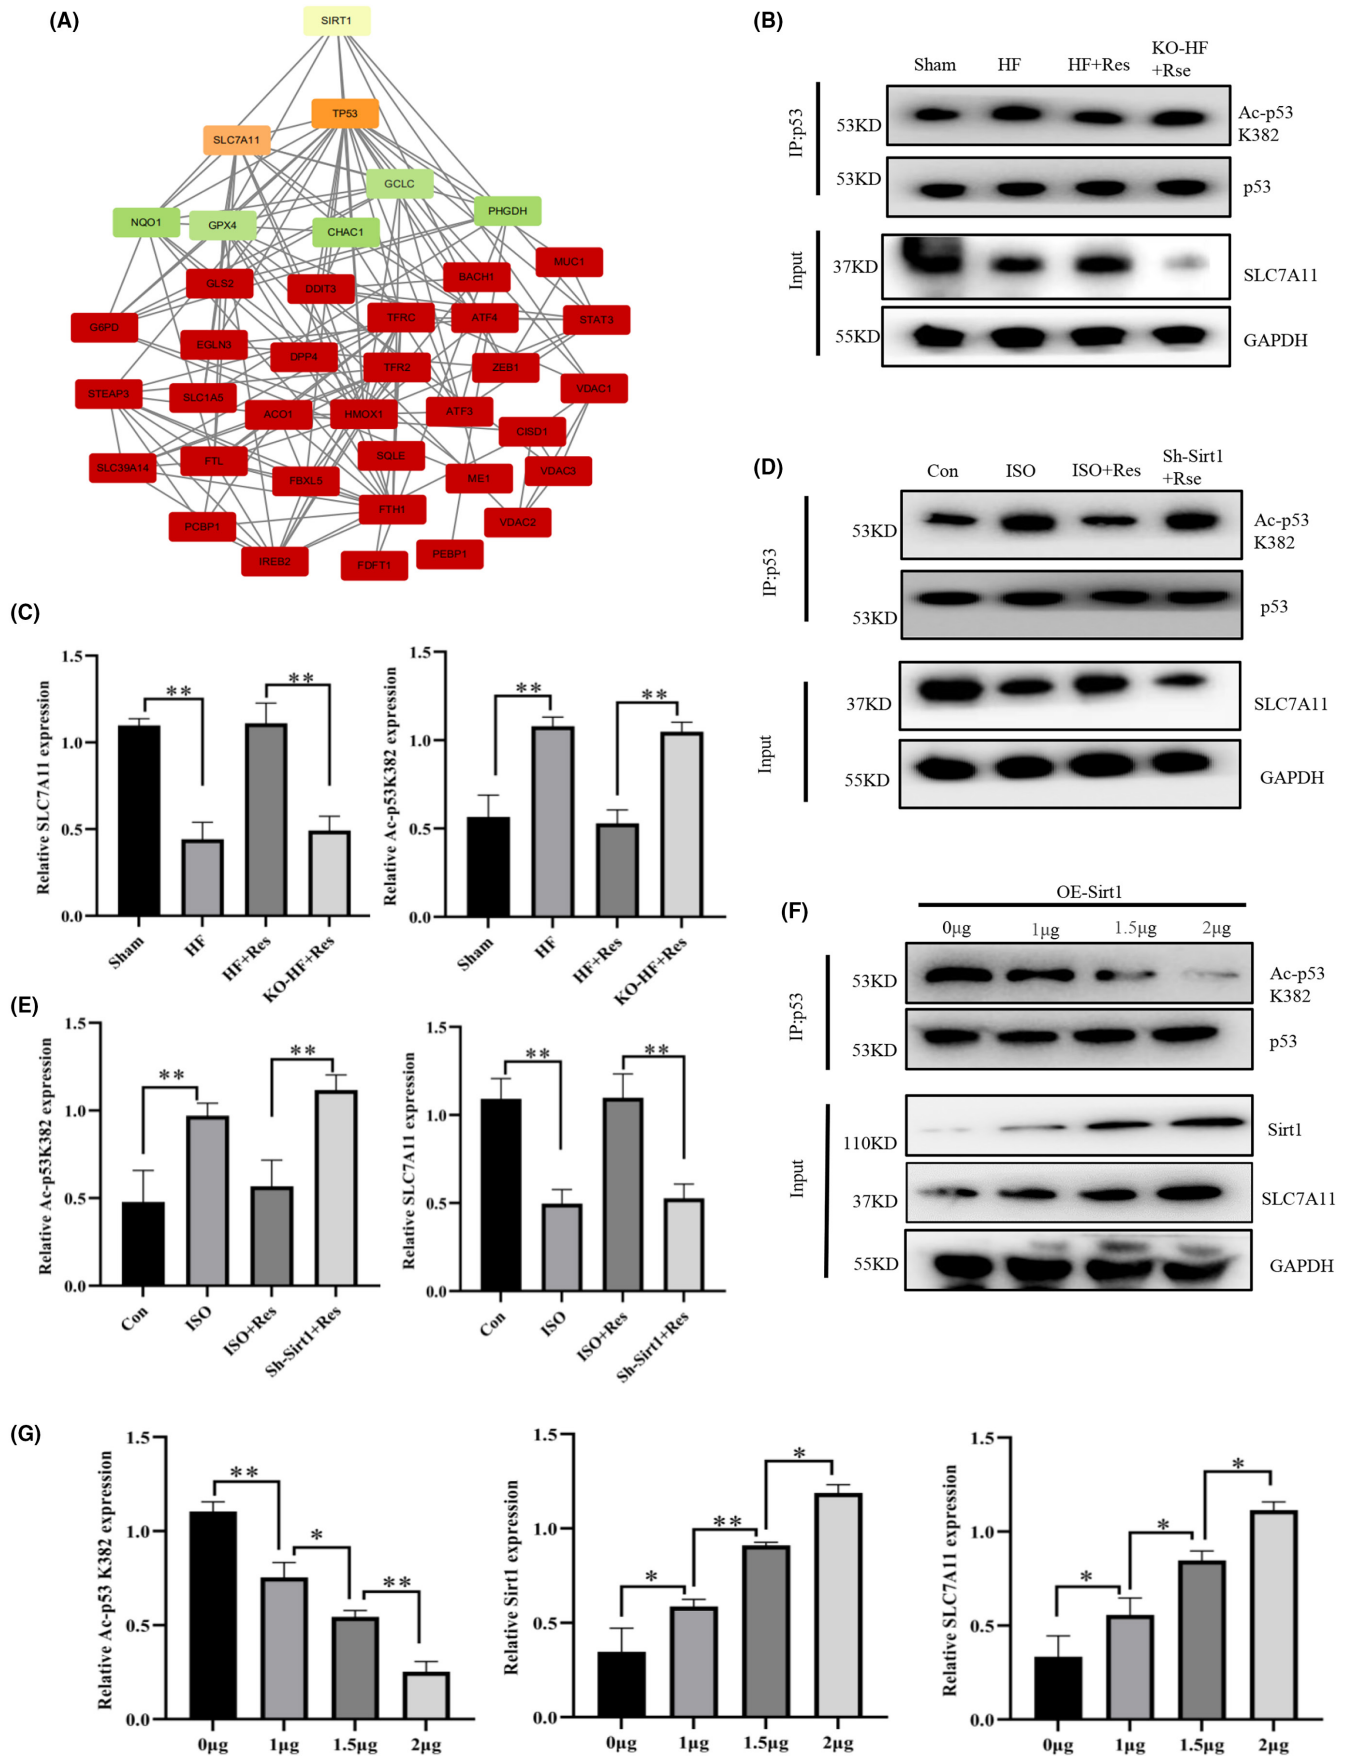 (A)
SIRT1
TP53
SLC7A11
GCLC
PHGDH
NQO1
GPX4
CHAC1
MUC1
BACH1
GLS2
DDIT3
G6PD
TFRC
ATF4
STAT3
EGLN3
DPP4
TFR2
ZEB1
VDAC1
STEAP3
SLC1A5
ACO1
HMOX1
ATF3
CISD1
SLC39A14
FTL
SQLE
FBXL5
ME1
VDAC3
PCBP1
FTH1
VDAC2
IREB2
FDFT1
PEBP1
(B)
Sham HF HF+Res KO-HF
+Rse
IP:p53
53KD
Ac-p53
K382
53KD
p53
Input
37KD
SLC7A11
55KD
GAPDH
(C)
Relative SLC7A11 expression
1.5
1.0
0.5
0.0
** **
Sham HF HF+Res KO-HF+Res
Relative Ac-p53K382 expression
1.5
1.0
0.5
0.0
** **
Sham HF HF+Res KO-HF+Res
(D)
Con ISO ISO+Res Sh-Sirt1
+Rse
IP:p53
53KD
Ac-p53
K382
53KD
p53
Input
37KD
SLC7A11
55KD
GAPDH
(E)
Relative Ac-p53K382 expression
1.5
1.0
0.5
0.0
** **
Con ISO ISO+Res Sh-Sirt1+Res
Relative SLC7A11 expression
1.5
1.0
0.5
0.0
** **
Con ISO ISO+Res Sh-Sirt1+Res
(F)
OE-Sirt1
0μg 1μg 1.5μg 2μg
IP:p53
53KD
Ac-p53
K382
53KD
p53
Input
110KD
Sirt1
37KD
SLC7A11
55KD
GAPDH
(G)
Relative Ac-p53 K382 expression
1.5
1.0
0.5
0.0
** * **
0μg 1μg 1.5μg 2μg
Relative Sirt1 expression
1.5
1.0
0.5
0.0
* ** *
0μg 1μg 1.5μg 2μg
Relative SLC7A11 expression
1.5
1.0
0.5
0.0
* * *
0μg 1μg 1.5μg 2μg